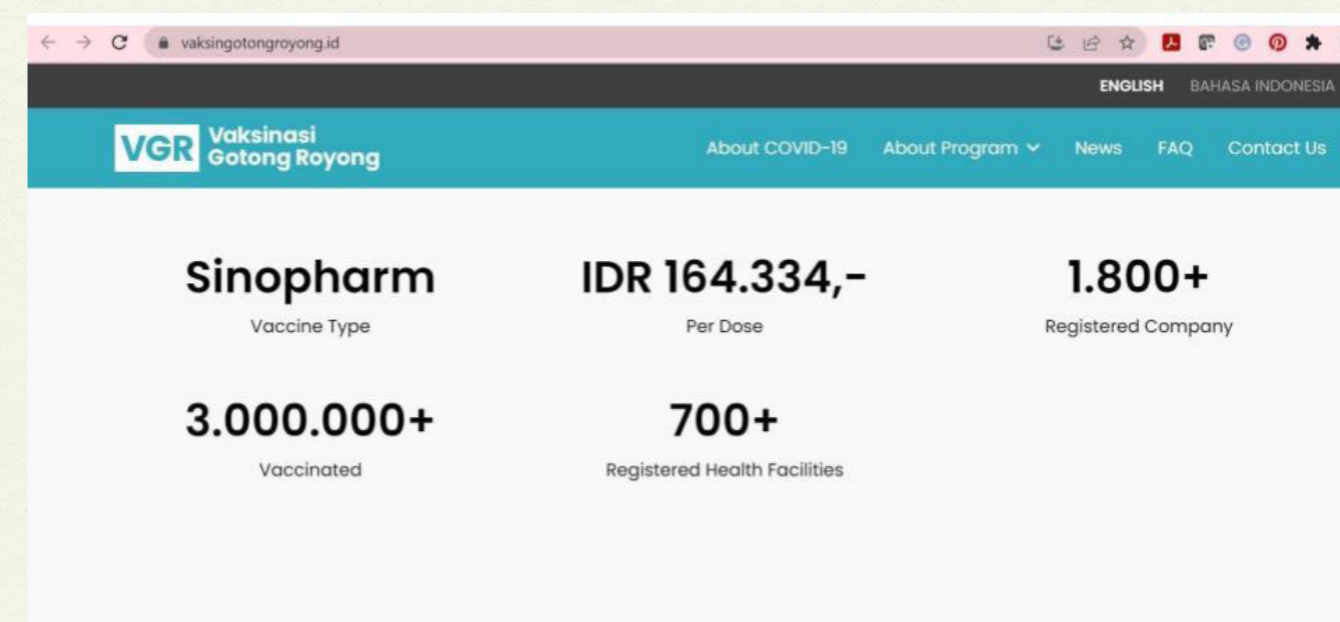 vaksingotongroyong.id
ENGLISH BAHASA INDONESIA
VGR Vaksinasi Gotong Royong
About COVID-19 About Program News FAQ Contact Us
Sinopharm IDR 164.334,- 1.800+
Vaccine Type Per Dose Registered Company
3.000.000+ 700+
Vaccinated Registered Health Facilities